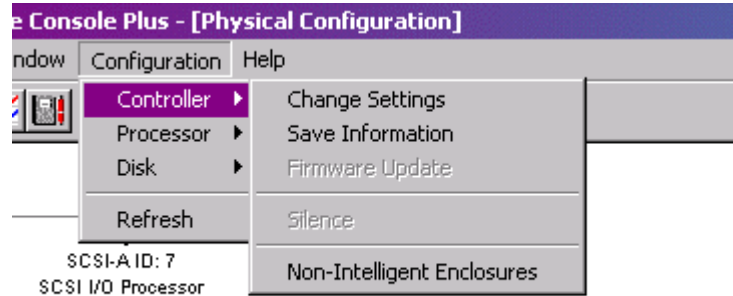 e Console Plus - [Physical Configuration]
ndow Configuration Help
Controller Change Settings
Processor Save Information
Disk Firmware Update
Refresh Silence
Non-Intelligent Enclosures
SCSI-A ID: 7
SCSI I/O Processor